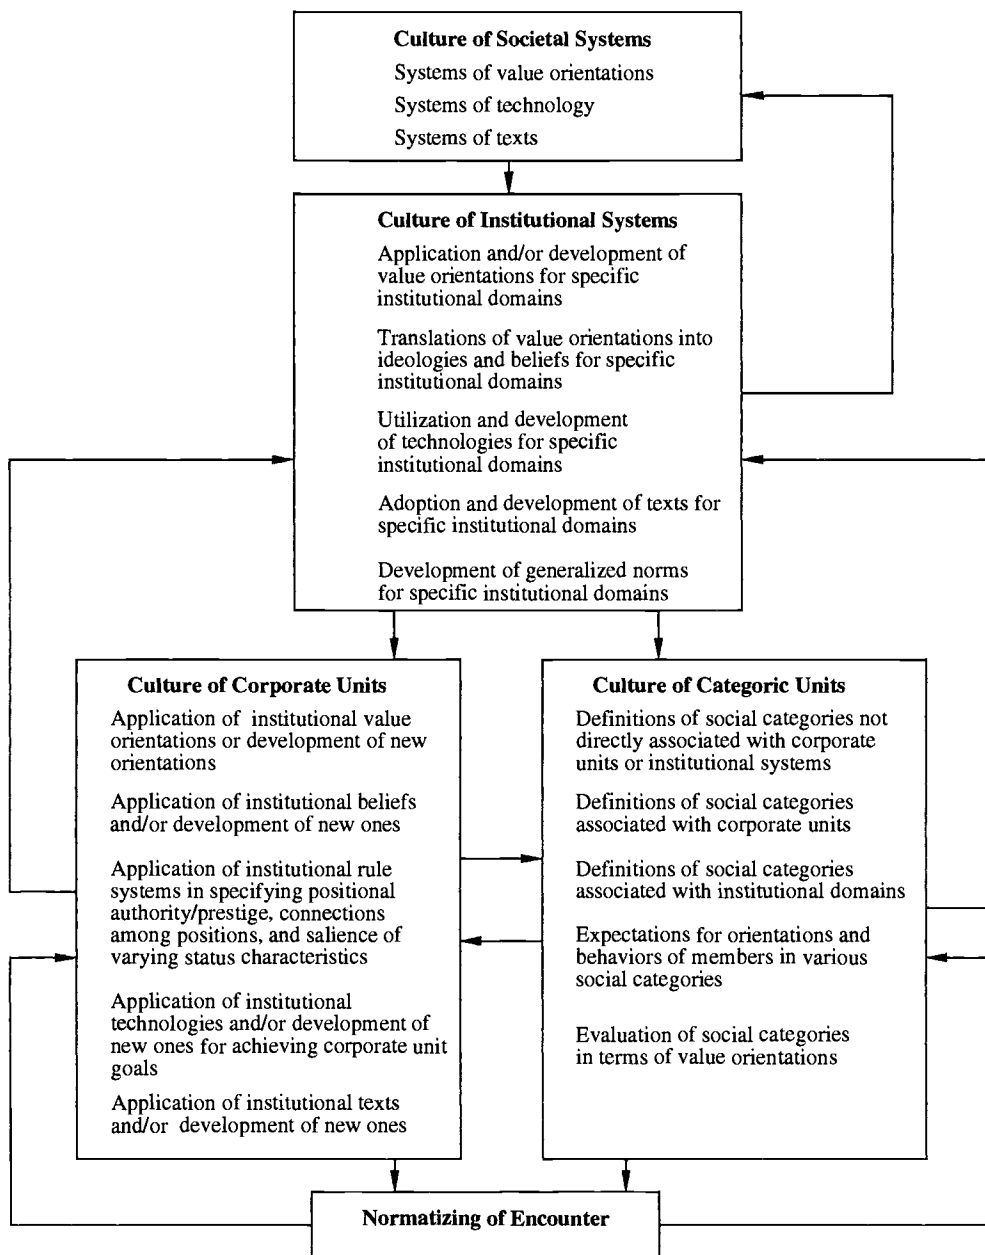 Culture of Societal Systems
Systems of value orientations
Systems of technology
Systems of texts
Culture of Institutional Systems
Application and/or development of
value orientations for specific
institutional domains
Translations of value orientations into
ideologies and beliefs for specific
institutional domains
Utilization and development
of technologies for specific
institutional domains
Adoption and development of texts for
specific institutional domains
Development of generalized norms
for specific institutional domains
Culture of Corporate Units
Application of institutional value
orientations or development of new
orientations
Application of institutional beliefs
and/or development of new ones
Application of institutional rule
systems in specifying positional
authority/prestige, connections
among positions, and salience of
varying status characteristics
Application of institutional
technologies and/or development of
new ones for achieving corporate unit
goals
Application of institutional texts
and/or development of new ones
Culture of Categoric Units
Definitions of social categories not
directly associated with corporate
units or institutional systems
Definitions of social categories
associated with corporate units
Definitions of social categories
associated with institutional domains
Expectations for orientations and
behaviors of members in various
social categories
Evaluation of social categories
in terms of value orientations
Normatizing of Encounter